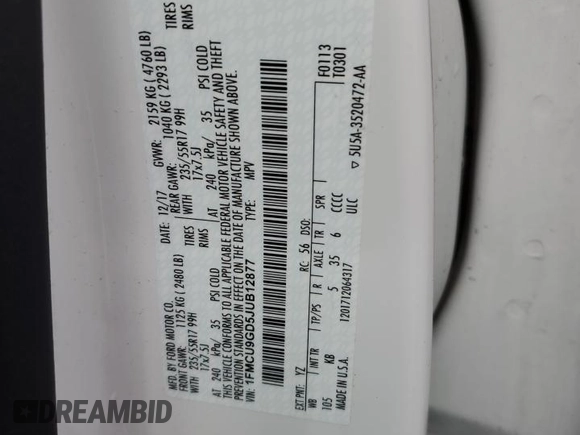 MFD. BY FORD MOTOR CO.
DATE: 12/17 GVWR: 2159 KG ( 4760 LB)
FRONT GAWR: 1125 KG ( 2480 LB) REAR GAWR: 1040 KG ( 2293 LB)
WITH 235/55R17 99H TIRES WITH 235/55R17 99H TIRES
17x7.5J RIMS 17x7.5J RIMS
AT 240 kPa/ 35 PSI COLD AT 240 kPa/ 35 PSI COLD
THIS VEHICLE CONFORMS TO ALL APPLICABLE FEDERAL MOTOR VEHICLE SAFETY AND THEFT
PREVENTION STANDARDS IN EFFECT ON THE DATE OF MANUFACTURE SHOWN ABOVE.
VIN: 1FMCU9GD5JUB12877 TYPE: MPV
F0113
T0301
EXT PNT: YZ RC: 56 DSO:
WB INT TR TP/PS R AXLE TR SPR
105 KB 5 35 6 CCCC
MADE IN U.S.A. 1201712064317 ULC
▽ 5U5A-3520472-AA
DREAMBID